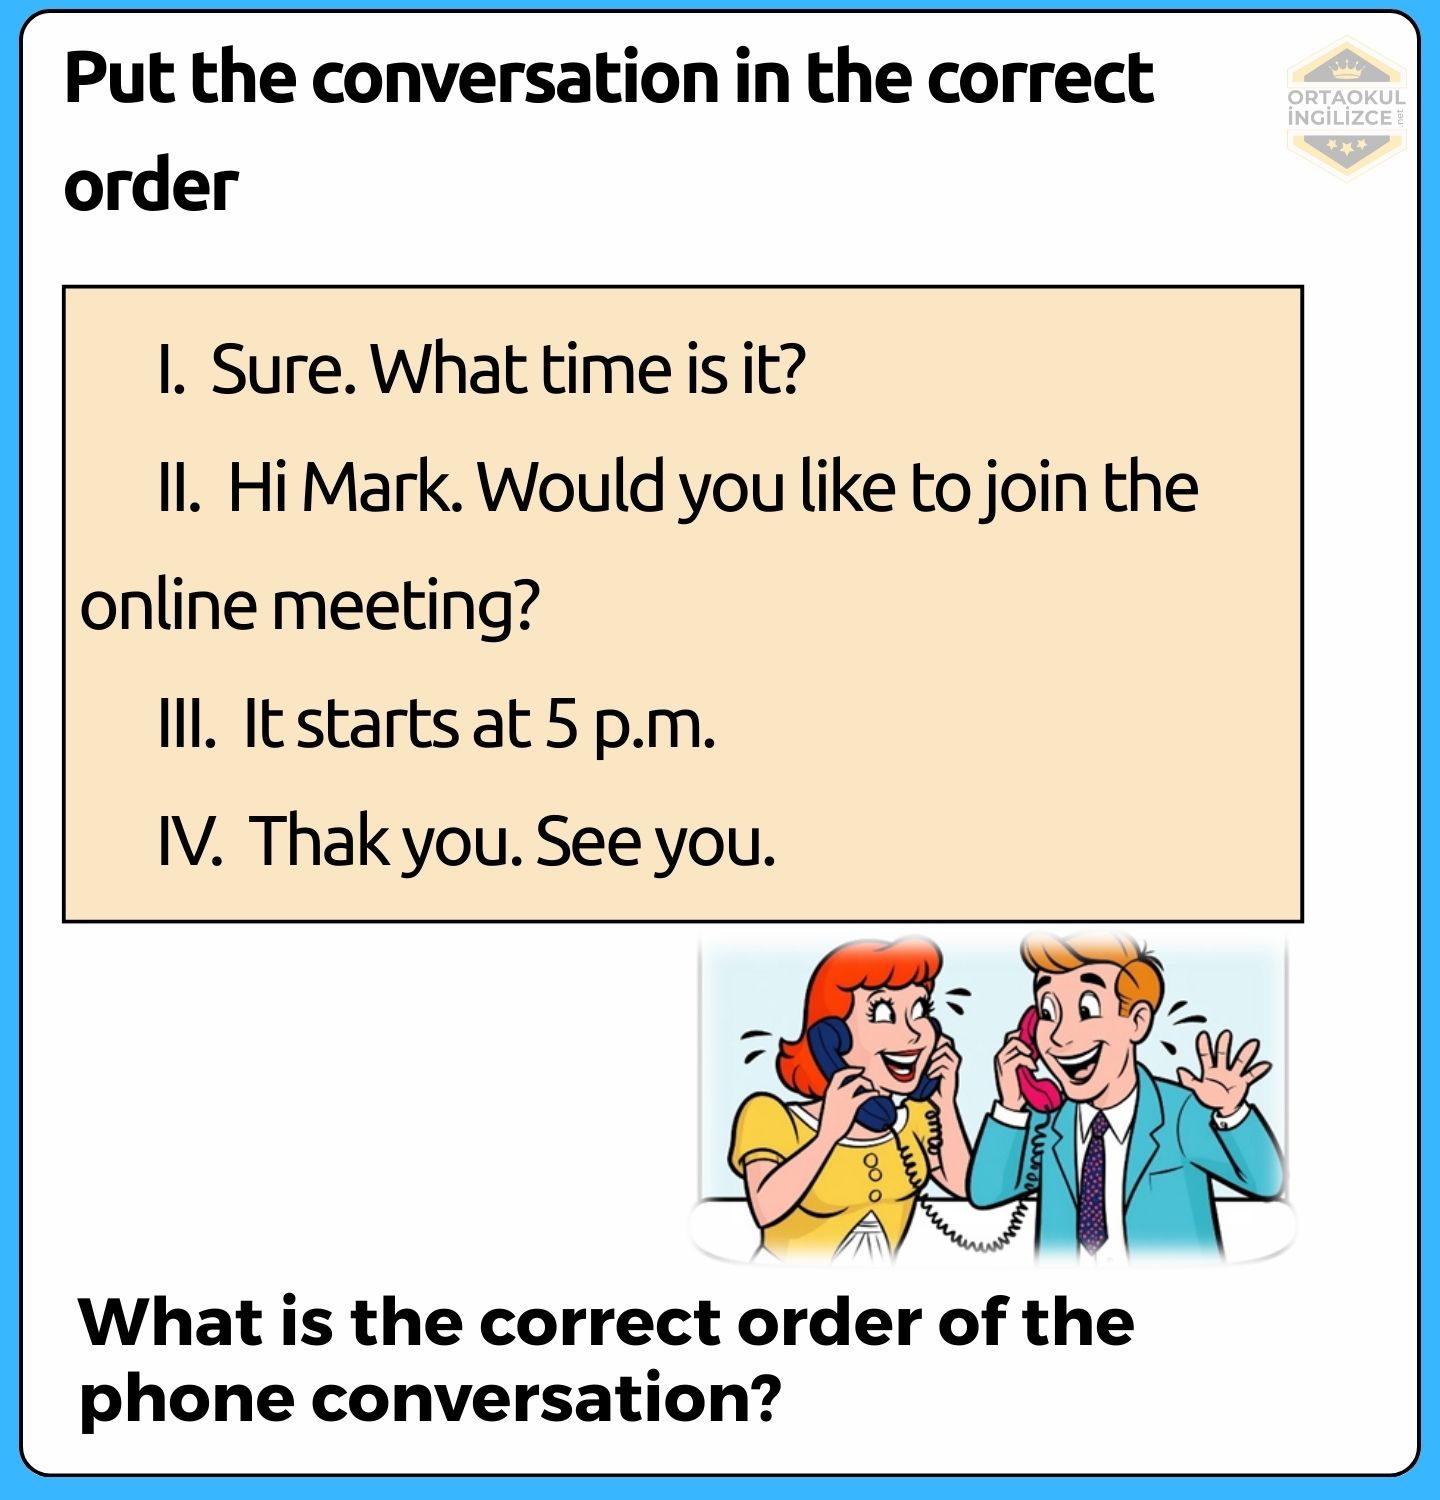 Put the conversation in the correct
order
ORTAOKUL
İNGİLİZCE
.net
I. Sure. What time is it?
II. Hi Mark. Would you like to join the
online meeting?
III. It starts at 5 p.m.
IV. Thak you. See you.
What is the correct order of the
phone conversation?